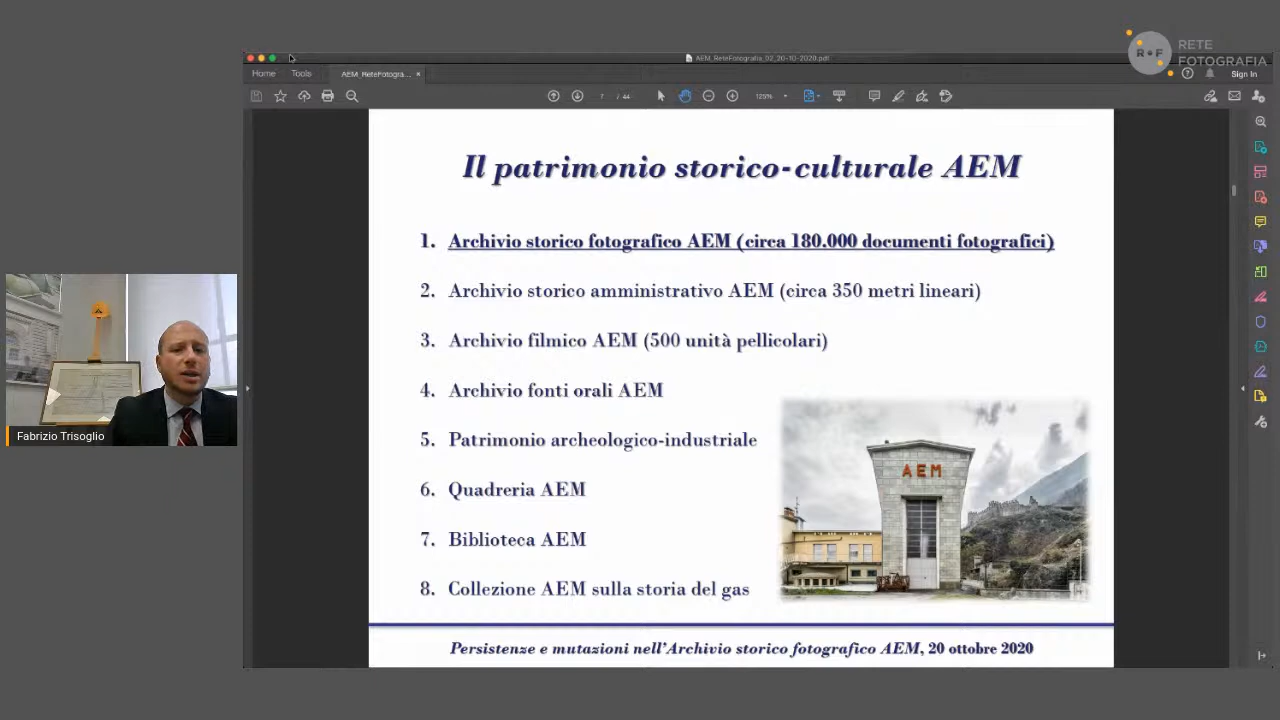 RETE
R F
FOTOGRAFIA
AEM_ReteFotografia_02_20-10-2020.pdf
Home
Tools
AEM_ReteFotogra... ×
Sign In
7 / 44
125%
Il patrimonio storico-culturale AEM
1. Archivio storico fotografico AEM (circa 180.000 documenti fotografici)
2. Archivio storico amministrativo AEM (circa 350 metri lineari)
3. Archivio filmico AEM (500 unità pellicolari)
4. Archivio fonti orali AEM
5. Patrimonio archeologico-industriale
6. Quadreria AEM
7. Biblioteca AEM
8. Collezione AEM sulla storia del gas
AEM
Persistenze e mutazioni nell'Archivio storico fotografico AEM, 20 ottobre 2020
Fabrizio Trisoglio